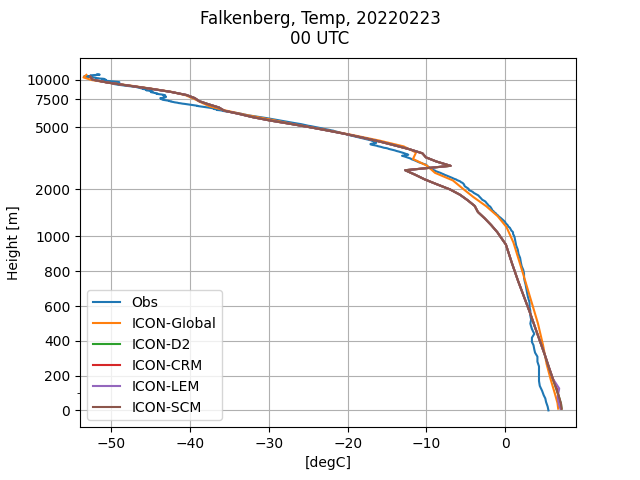 Falkenberg, Temp, 20220223
00 UTC
10000
7500
5000
2000
1000
800
600
400
200
0
Height [m]
Obs
ICON-Global
ICON-D2
ICON-CRM
ICON-LEM
ICON-SCM
−50 −40 −30 −20 −10 0
[degC]